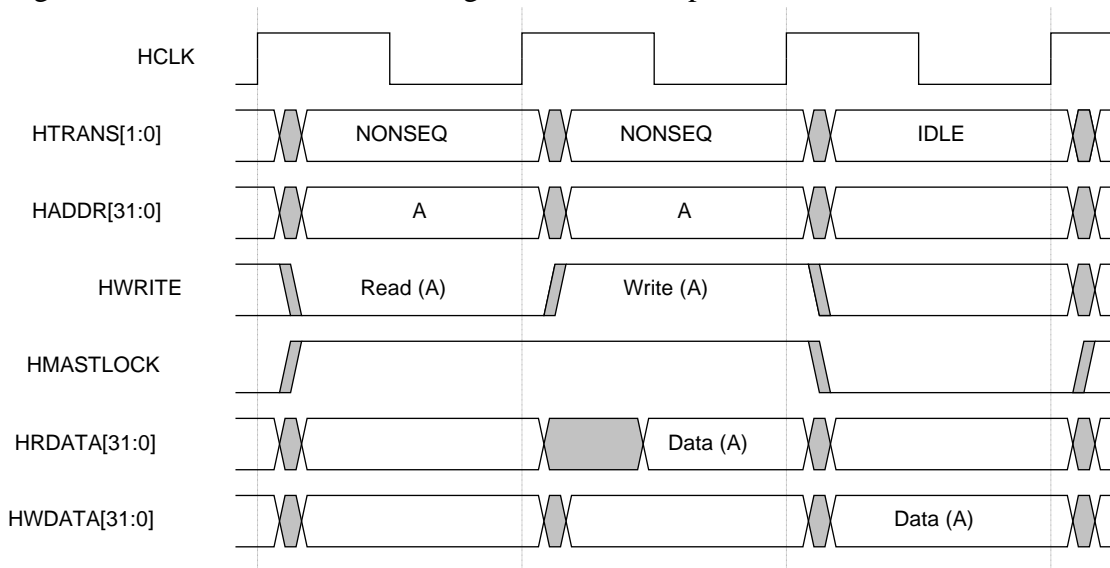 HCLK
HTRANS[1:0] NONSEQ NONSEQ IDLE
HADDR[31:0] A A
HWRITE Read (A) Write (A)
HMASTLOCK
HRDATA[31:0] Data (A)
HWDATA[31:0] Data (A)